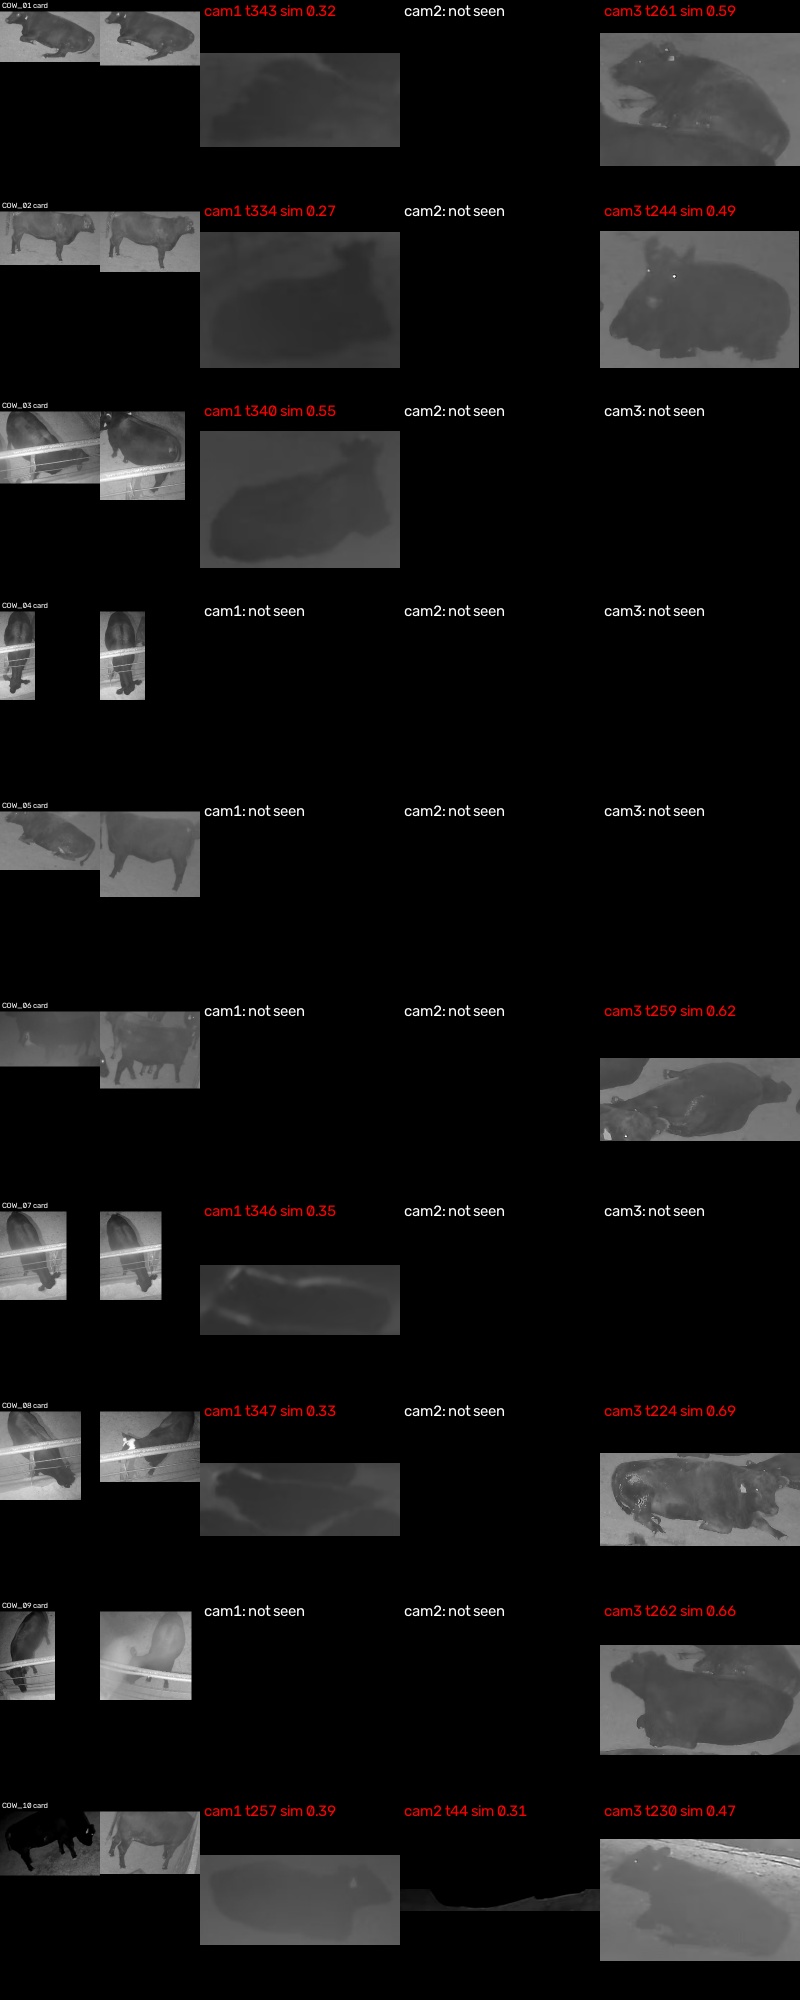 COW_01 card
cam1 t343 sim 0.32
cam2: not seen
cam3 t261 sim 0.59
COW_02 card
cam1 t334 sim 0.27
cam2: not seen
cam3 t244 sim 0.49
COW_03 card
cam1 t340 sim 0.55
cam2: not seen
cam3: not seen
COW_04 card
cam1: not seen
cam2: not seen
cam3: not seen
COW_05 card
cam1: not seen
cam2: not seen
cam3: not seen
COW_06 card
cam1: not seen
cam2: not seen
cam3 t259 sim 0.62
COW_07 card
cam1 t346 sim 0.35
cam2: not seen
cam3: not seen
COW_08 card
cam1 t347 sim 0.33
cam2: not seen
cam3 t224 sim 0.69
COW_09 card
cam1: not seen
cam2: not seen
cam3 t262 sim 0.66
COW_10 card
cam1 t257 sim 0.39
cam2 t44 sim 0.31
cam3 t230 sim 0.47